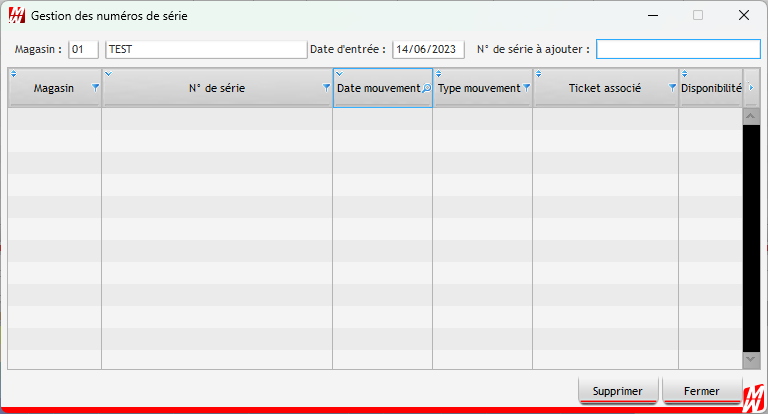 Gestion des numéros de série
Magasin : 01 TEST Date d'entrée : 14/06/2023 N° de série à ajouter :
Magasin N° de série Date mouvement Type mouvement Ticket associé Disponibilité
Supprimer Fermer